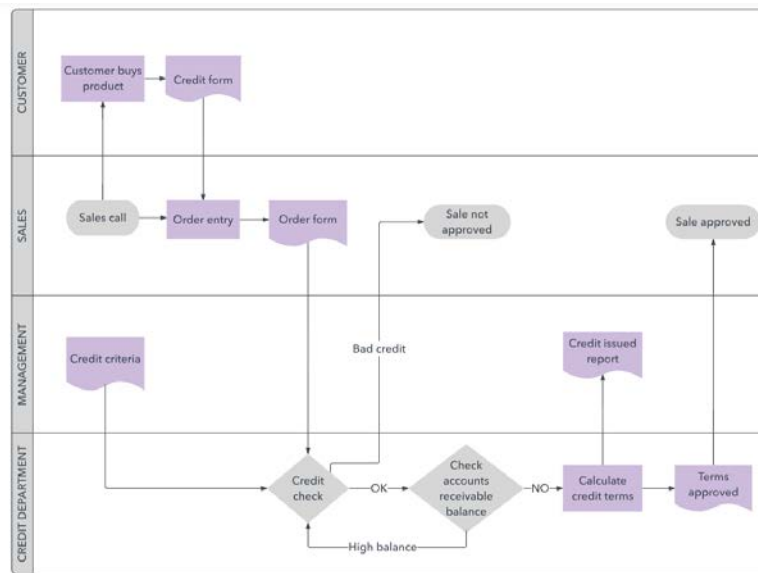 CUSTOMER
Customer buys
product
Credit form
SALES
Sales call
Order entry
Order form
Sale not
approved
Sale approved
MANAGEMENT
Credit criteria
Bad credit
Credit issued
report
CREDIT DEPARTMENT
Credit
check
OK
Check
accounts
receivable
balance
NO
Calculate
credit terms
Terms
approved
High balance